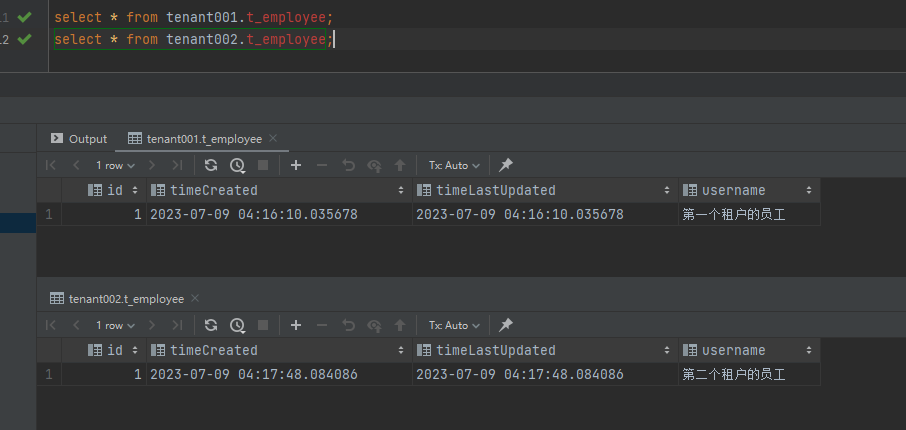 11 select * from tenant001.t_employee;
12 select * from tenant002.t_employee;
Output tenant001.t_employee
1 row Tx: Auto
id timeCreated timeLastUpdated username
1 1 2023-07-09 04:16:10.035678 2023-07-09 04:16:10.035678 第一个租户的员工
tenant002.t_employee
1 row Tx: Auto
id timeCreated timeLastUpdated username
1 1 2023-07-09 04:17:48.084086 2023-07-09 04:17:48.084086 第二个租户的员工